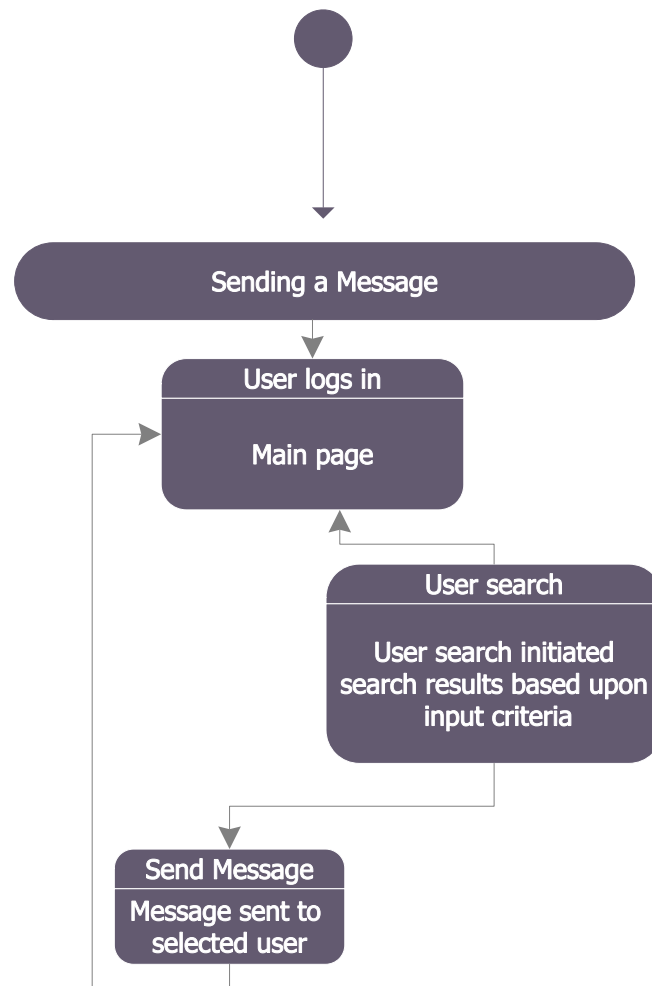 Sending a Message
User logs in
Main page
User search
User search initiated
search results based upon
input criteria
Send Message
Message sent to
selected user